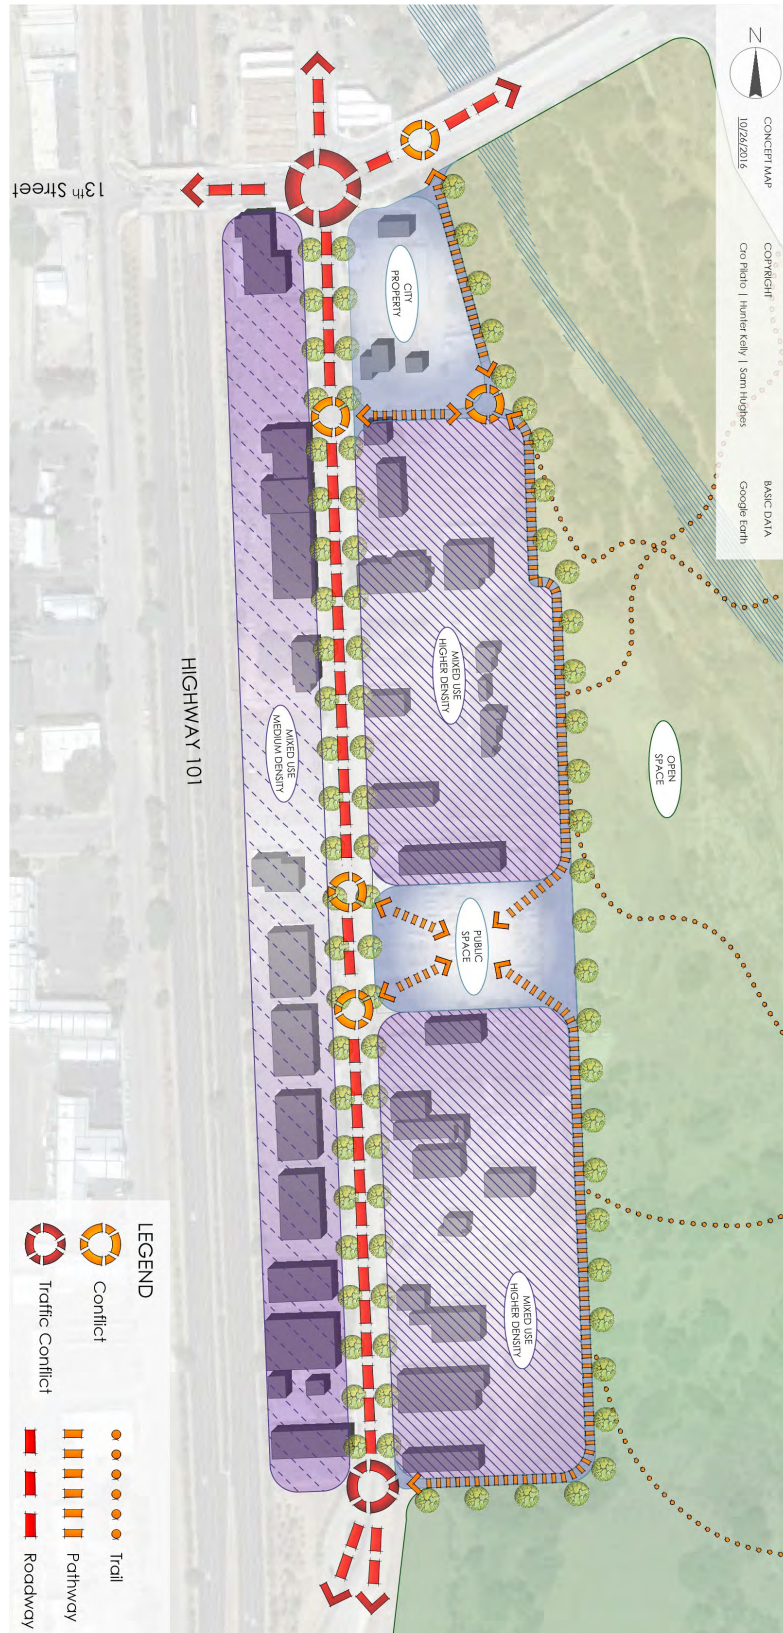 N
CONCEPT MAP
10/26/2016
COPYRIGHT
Cro Pilato | Hunter Kelly | Sam Hughes
BASIC DATA
Google Earth
13th Street
CITY
PROPERTY
MIXED USE
HIGHER DENSITY
OPEN
SPACE
MIXED USE
MEDIUM DENSITY
HIGHWAY 101
PUBLIC
SPACE
MIXED USE
HIGHER DENSITY
LEGEND
Conflict
Traffic Conflict
Trail
Pathway
Roadway